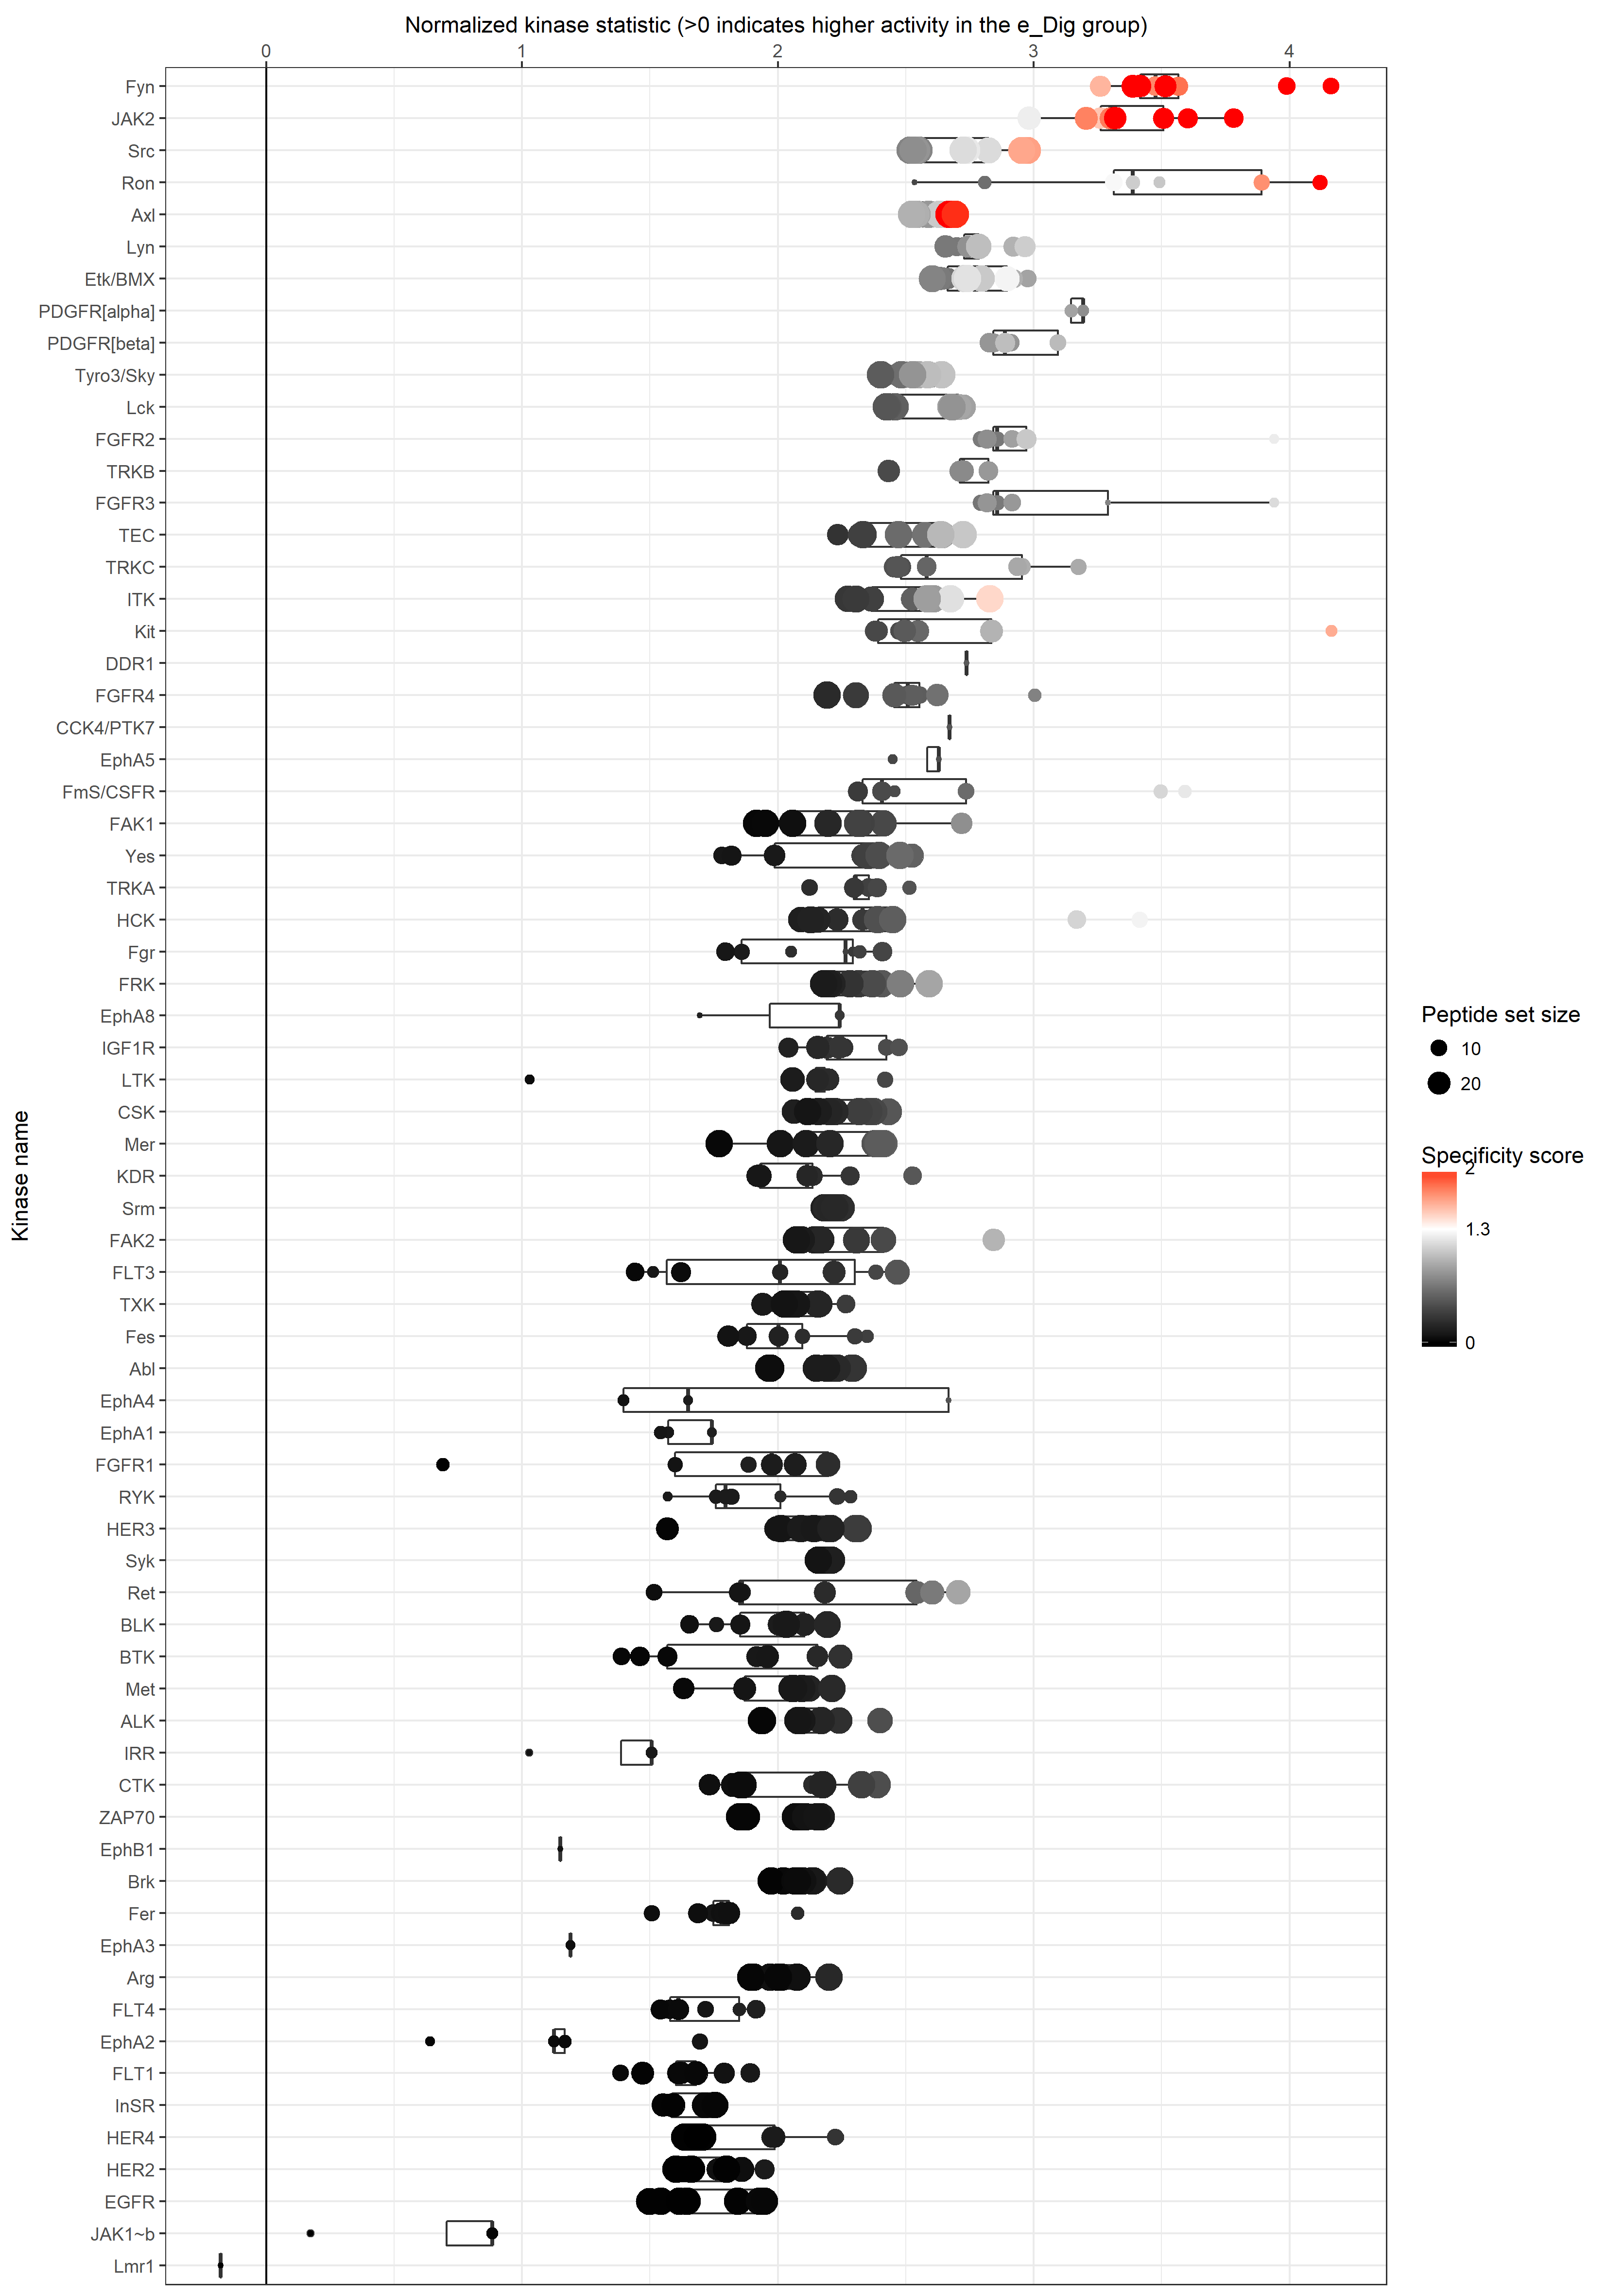 Normalized kinase statistic (>0 indicates higher activity in the e_Dig group)
0 1 2 3 4
Fyn
JAK2
Src
Ron
Axl
Lyn
Etk/BMX
PDGFR[alpha]
PDGFR[beta]
Tyro3/Sky
Lck
FGFR2
TRKB
FGFR3
TEC
TRKC
ITK
Kit
DDR1
FGFR4
CCK4/PTK7
EphA5
FmS/CSFR
FAK1
Yes
TRKA
HCK
Fgr
FRK
EphA8
IGF1R
LTK
CSK
Mer
KDR
Srm
FAK2
FLT3
TXK
Fes
Abl
EphA4
EphA1
FGFR1
RYK
HER3
Syk
Ret
BLK
BTK
Met
ALK
IRR
CTK
ZAP70
EphB1
Brk
Fer
EphA3
Arg
FLT4
EphA2
FLT1
InSR
HER4
HER2
EGFR
JAK1~b
Lmr1
Kinase name
Peptide set size
10
20
Specificity score
2
1.3
0